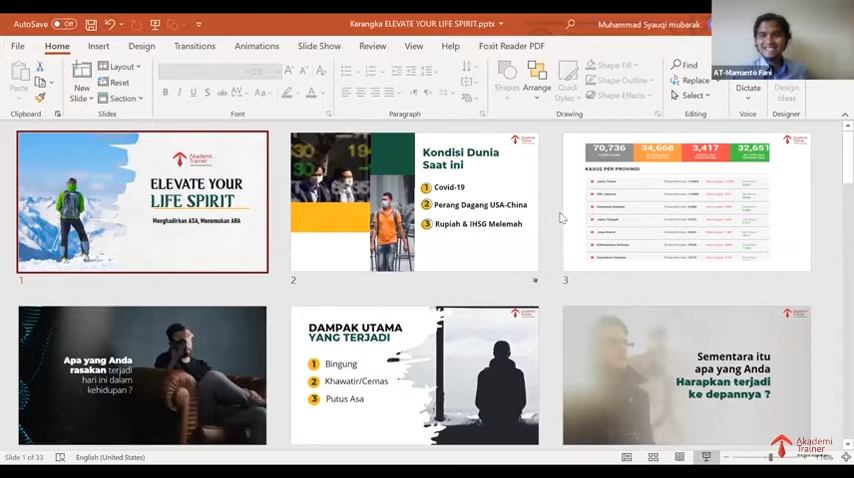 AutoSave Off
Kerangka ELEVATE YOUR LIFE SPIRIT.pptx
Muhammad Syauqi mubarak
AT-Mamanto Fani
File Home Insert Design Transitions Animations Slide Show Review View Help Foxit Reader PDF
Paste
New
Slide
Layout
Reset
Section
Shapes
Arrange
Quick
Styles
Shape Fill
Shape Outline
Shape Effects
Find
Replace
Select
Dictate
Design
Ideas
Clipboard Slides Font Paragraph Drawing Editing Voice Designer
Akademi
Trainer
ELEVATE YOUR
LIFE SPIRIT
Menghadirkan ASA, Menemukan AHA
1
Kondisi Dunia
Saat ini
1 Covid-19
2 Perang Dagang USA-China
3 Rupiah & IHSG Melemah
2
70,736 34,668 3,417 32,651
KASUS PER PROVINSI
3
Apa yang Anda
rasakan terjadi
hari ini dalam
kehidupan ?
DAMPAK UTAMA
YANG TERJADI
1 Bingung
2 Khawatir/Cemas
3 Putus Asa
Sementara itu
apa yang Anda
Harapkan terjadi
ke depannya ?
Akademi
Trainer
Slide 1 of 33 English (United States)
116%